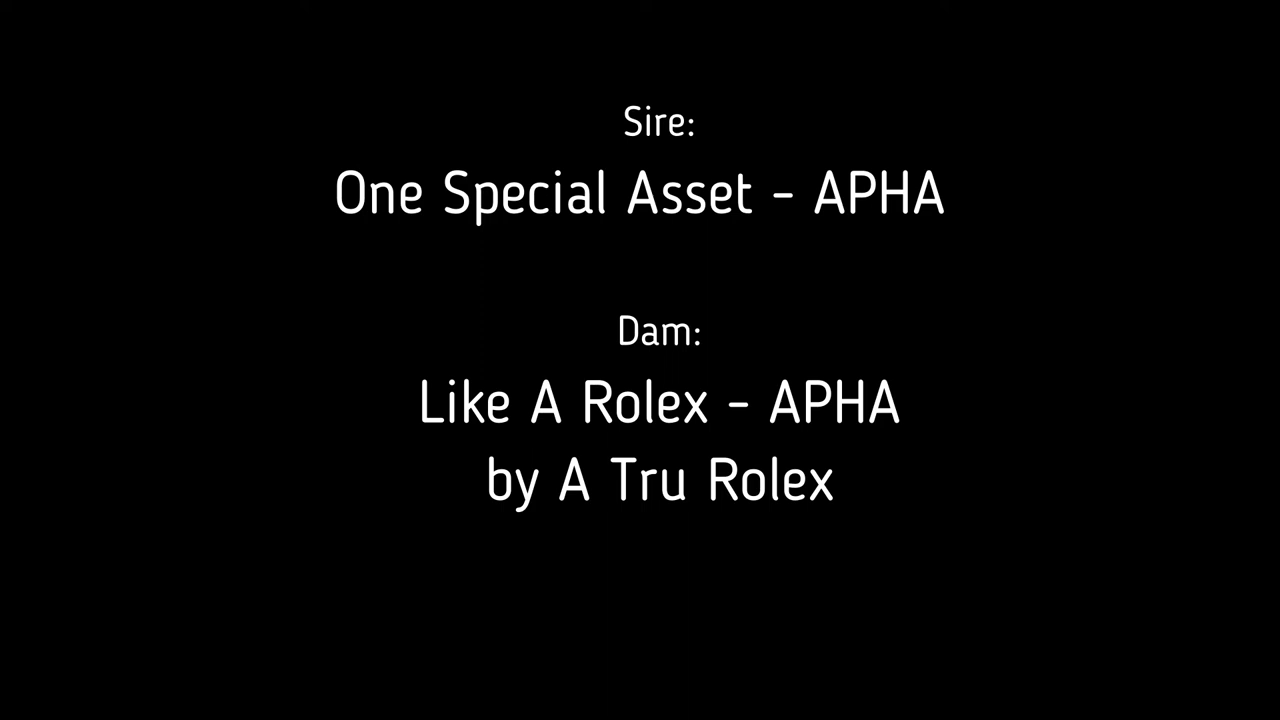 Sire:
One Special Asset - APHA
Dam:
Like A Rolex - APHA
by A Tru Rolex